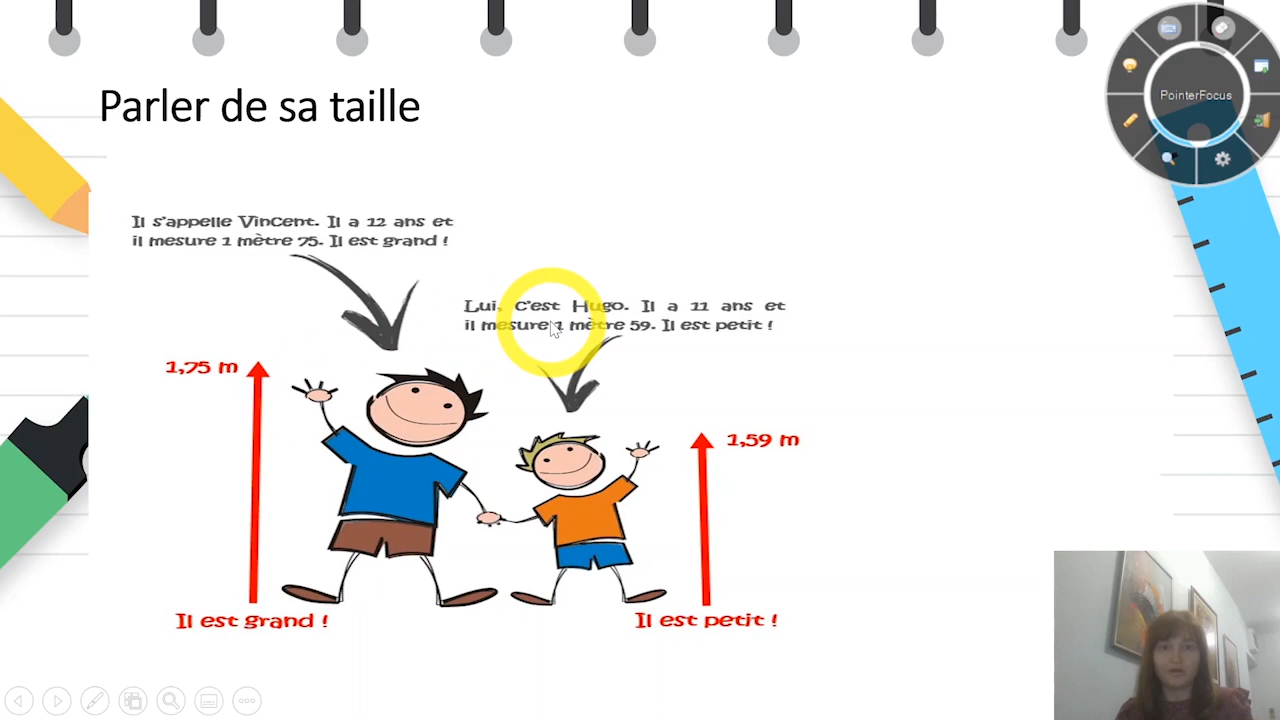 PointerFocus
Parler de sa taille
Il s'appelle Vincent. Il a 12 ans et
il mesure 1 mètre 75. Il est grand !
Lui, c'est Hugo. Il a 11 ans et
il mesure 1 mètre 59. Il est petit !
1,75 m
1,59 m
Il est grand !
Il est petit !